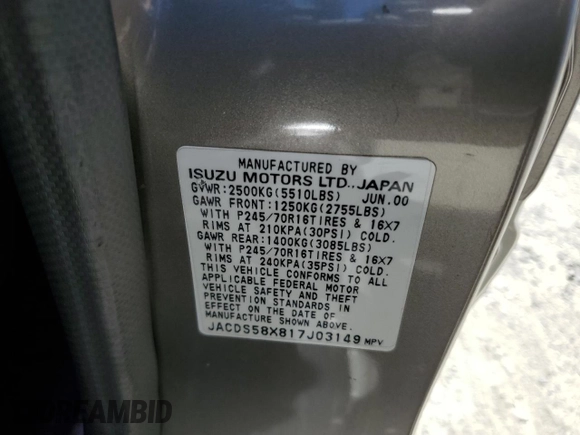 MANUFACTURED BY
ISUZU MOTORS LTD., JAPAN
GVWR:2500KG(5510LBS) JUN.00
GAWR FRONT:1250KG(2755LBS)
WITH P245/70R16TIRES & 16X7
RIMS AT 210KPA(30PSI) COLD.
GAWR REAR:1400KG(3085LBS)
WITH P245/70R16TIRES & 16X7
RIMS AT 240KPA(35PSI) COLD.
THIS VEHICLE CONFORMS TO ALL
APPLICABLE FEDERAL MOTOR
VEHICLE SAFETY AND THEFT
PREVENTION STANDARDS IN
EFFECT ON THE DATE OF
MANUFACTURE SHOWN ABOVE.
JACDS58X817J03149 MPV
DREAMBID